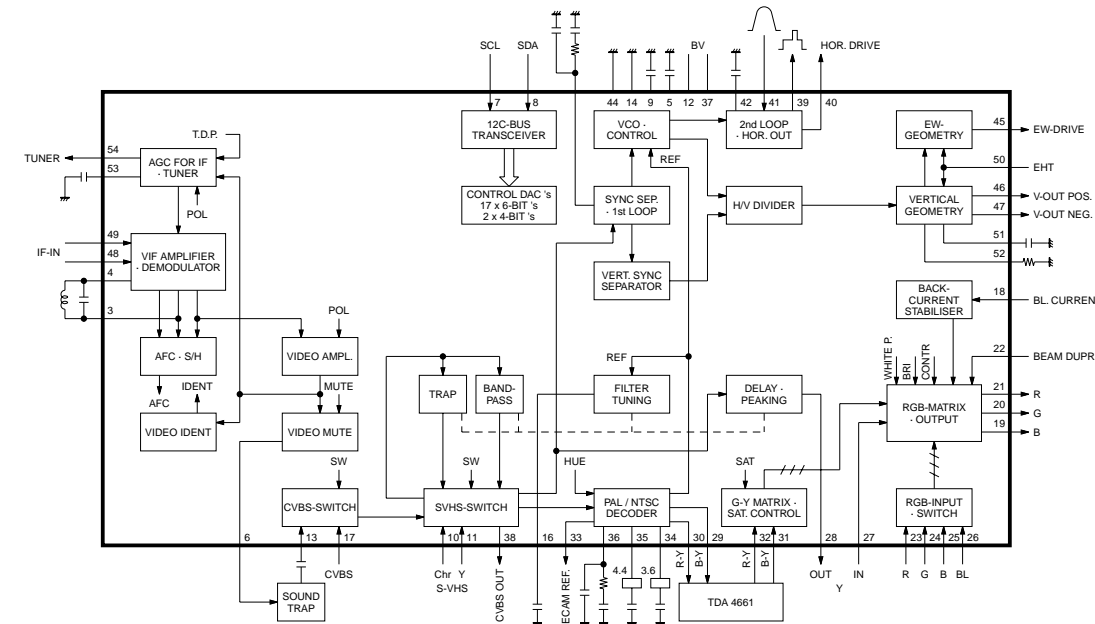 SCL
SDA
BV
HOR. DRIVE
7
8
44
14
9
5
12
37
42
41
39
40
T.D.P.
12C-BUS
TRANSCEIVER
VCO -
CONTROL
2nd LOOP
- HOR. OUT
EW-
GEOMETRY
45
EW-DRIVE
TUNER
54
53
AGC FOR IF
- TUNER
POL
REF
50
EHT
CONTROL DAC 's
17 x 6-BIT 's
2 x 4-BIT 's
SYNC SEP.
- 1st LOOP
H/V DIVIDER
VERTICAL
GEOMETRY
46
V-OUT POS.
47
V-OUT NEG.
IF-IN
49
48
4
3
VIF AMPLIFIER
- DEMODULATOR
VERT. SYNC
SEPARATOR
51
52
BACK-
CURRENT
STABILISER
18
BL. CURREN
POL
AFC - S/H
VIDEO AMPL.
REF
WHITE P.
BRI
CONTR
22
BEAM DUPR
AFC
IDENT
MUTE
TRAP
BAND-
PASS
FILTER
TUNING
DELAY -
PEAKING
RGB-MATRIX
- OUTPUT
21
R
20
G
19
B
VIDEO IDENT
VIDEO MUTE
SW
SW
HUE
SAT
CVBS-SWITCH
SVHS-SWITCH
PAL / NTSC
DECODER
G-Y MATRIX -
SAT. CONTROL
RGB-INPUT
- SWITCH
6
13
17
10
11
38
16
33
36
35
34
30
29
32
31
28
27
23
24
25
26
CVBS
Chr
Y
S-VHS
CVBS OUT
ECAM REF.
4.4
3.6
R-Y
B-Y
R-Y
B-Y
OUT
IN
Y
R
G
B
BL
SOUND
TRAP
TDA 4661